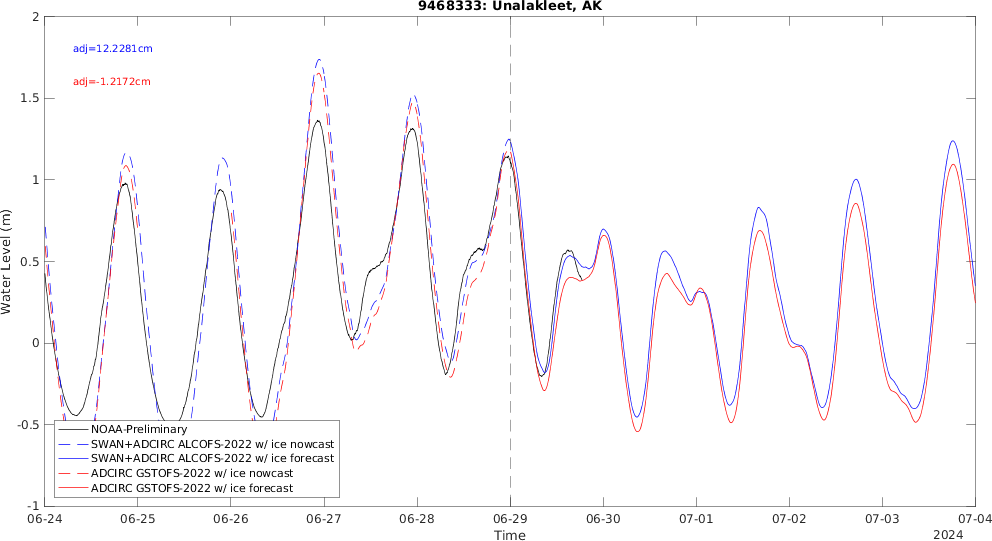 9468333: Unalakleet, AK
adj=12.2281cm
adj=-1.2172cm
Water Level (m)
2
1.5
1
0.5
0
-0.5
-1
NOAA-Preliminary
SWAN+ADCIRC ALCOFS-2022 w/ ice nowcast
SWAN+ADCIRC ALCOFS-2022 w/ ice forecast
ADCIRC GSTOFS-2022 w/ ice nowcast
ADCIRC GSTOFS-2022 w/ ice forecast
06-24 06-25 06-26 06-27 06-28 06-29 06-30 07-01 07-02 07-03 07-04
Time
2024